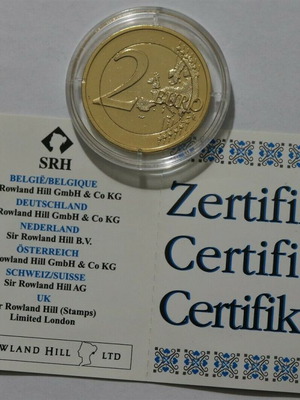 2 EURO
SRH
BELGIË/BELGIQUE
Rowland Hill GmbH & Co KG
DEUTSCHLAND
Rowland Hill GmbH & Co KG
NEDERLAND
Sir Rowland Hill B.V.
ÖSTERREICH
Rowland Hill GmbH & Co KG
SCHWEIZ/SUISSE
Sir Rowland Hill AG
UK
r Rowland Hill (Stamps)
Limited London
OWLAND HILL LTD
Zertifi
Certifi
Certifik